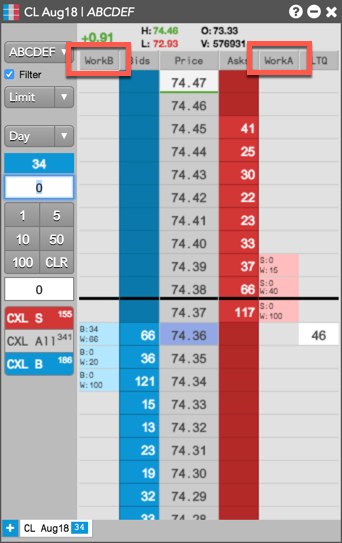 CL Aug18 | ABCDEF
+0.91 H: 74.46 O: 73.33
L: 72.93 V: 576931
ABCDEF
WorkB Bids Price Asks WorkA LTQ
Filter
Limit
Day
34
0
1 5
10 50
100 CLR
0
CXL S 155
CXL All 341
CXL B 186
74.47
74.46
74.45 41
74.44 25
74.43 30
74.42 22
74.41 23
74.40 33
74.39 37 S:0 W:15
74.38 66 S:0 W:40
74.37 117 S:0 W:100
B:34 W:66 66 74.36 46
B:0 W:20 36 74.35
B:0 W:100 121 74.34
15 74.33
13 74.32
23 74.31
19 74.30
32 74.29
33 74.28
+ CL Aug18 34